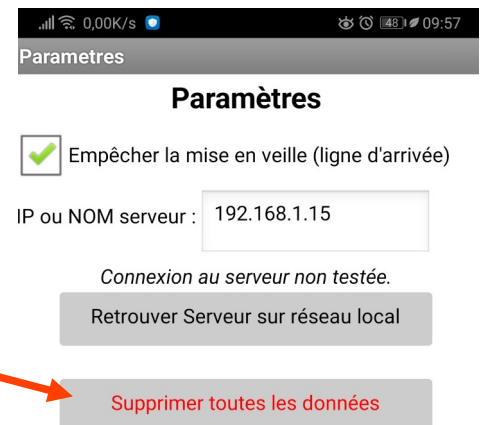 0,00K/s 48 09:57
Parametres
Paramètres
Empêcher la mise en veille (ligne d'arrivée)
IP ou NOM serveur : 192.168.1.15
Connexion au serveur non testée.
Retrouver Serveur sur réseau local
Supprimer toutes les données